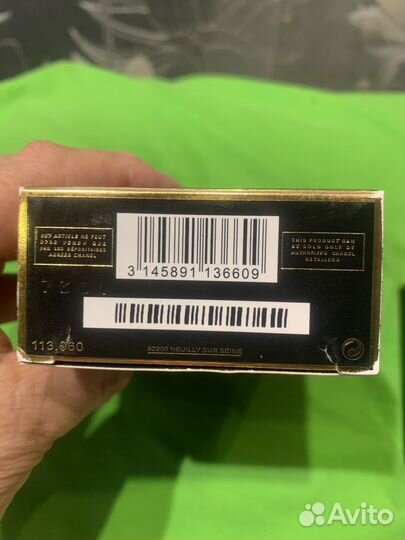 CET ARTICLE NE PEUT
ETRE VENDU QUE
PAR LES DÉPOSITAIRES
AGRÉÉS CHANEL
THIS PRODUCT CAN
BE SOLD ONLY BY
AUTHORIZED CHANEL
RETAILERS
3 145891 136609
113.660
92200 NEUILLY SUR SEINE
Avito